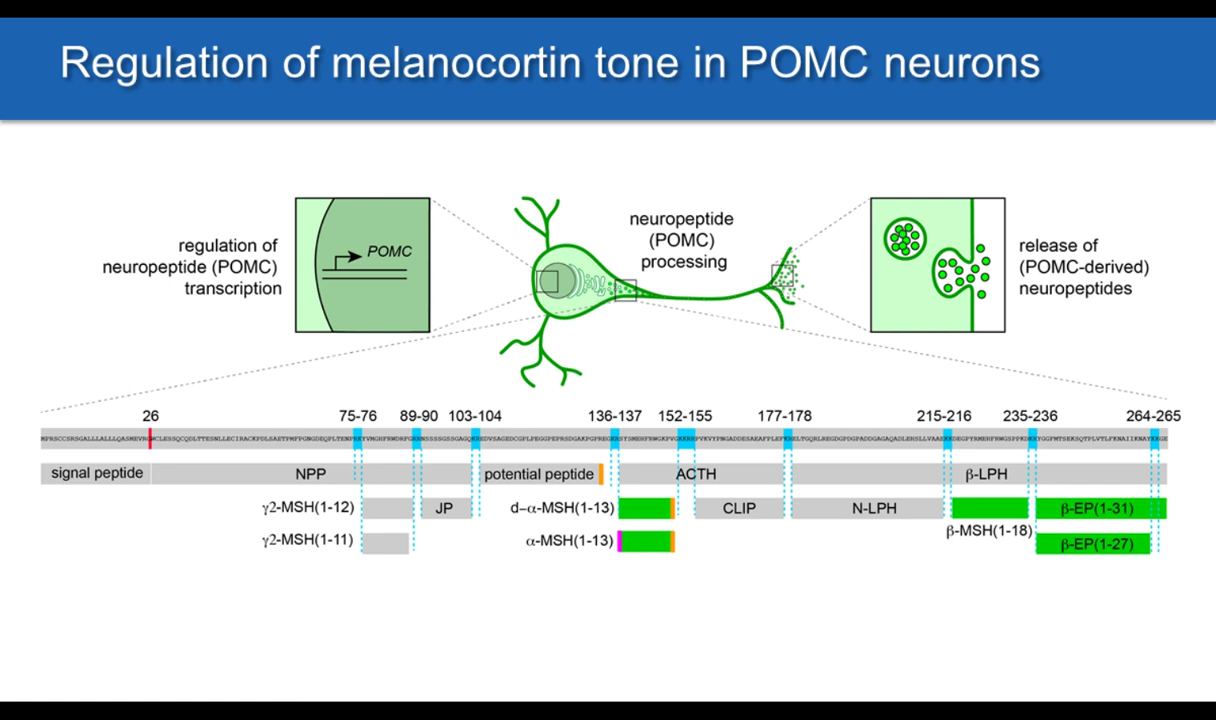 Regulation of melanocortin tone in POMC neurons
regulation of
neuropeptide (POMC)
transcription
POMC
neuropeptide
(POMC)
processing
release of
(POMC-derived)
neuropeptides
26 75-76 89-90 103-104 136-137 152-155 177-178 215-216 235-236 264-265
signal peptide NPP potential peptide ACTH β-LPH
γ2-MSH(1-12) JP d–α-MSH(1-13) CLIP N-LPH β-EP(1-31)
β-MSH(1-18)
γ2-MSH(1-11) α-MSH(1-13) β-EP(1-27)